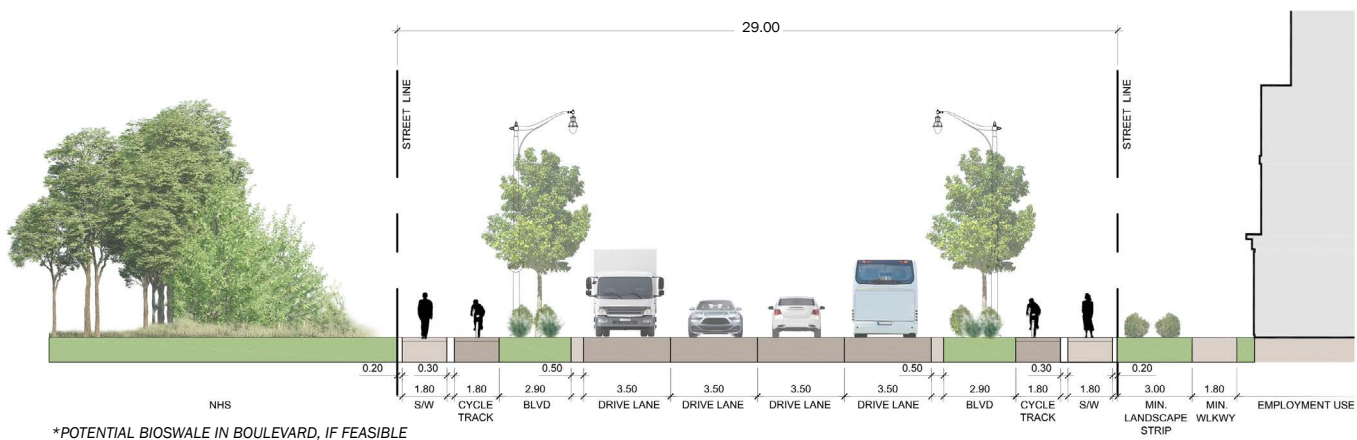 29.00
STREET LINE
STREET LINE
0.20 0.30 0.50 0.50 0.30 0.20
1.80 1.80 2.90 3.50 3.50 3.50 3.50 2.90 1.80 1.80 3.00 1.80
NHS S/W CYCLE TRACK BLVD DRIVE LANE DRIVE LANE DRIVE LANE DRIVE LANE BLVD CYCLE TRACK S/W MIN. LANDSCAPE STRIP MIN. WLKWY EMPLOYMENT USE
*POTENTIAL BIOSWALE IN BOULEVARD, IF FEASIBLE